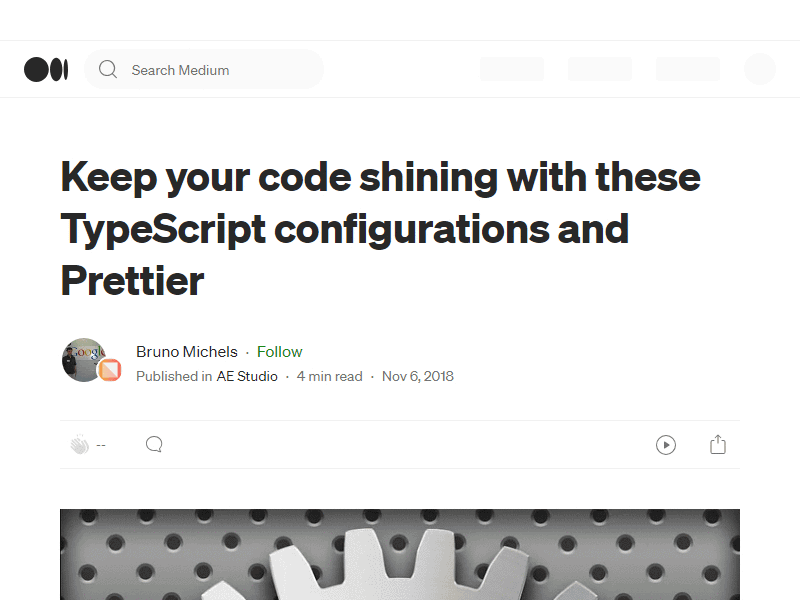 Search Medium
Keep your code shining with these
TypeScript configurations and
Prettier
Google
Bruno Michels · Follow
Published in AE Studio · 4 min read · Nov 6, 2018
--